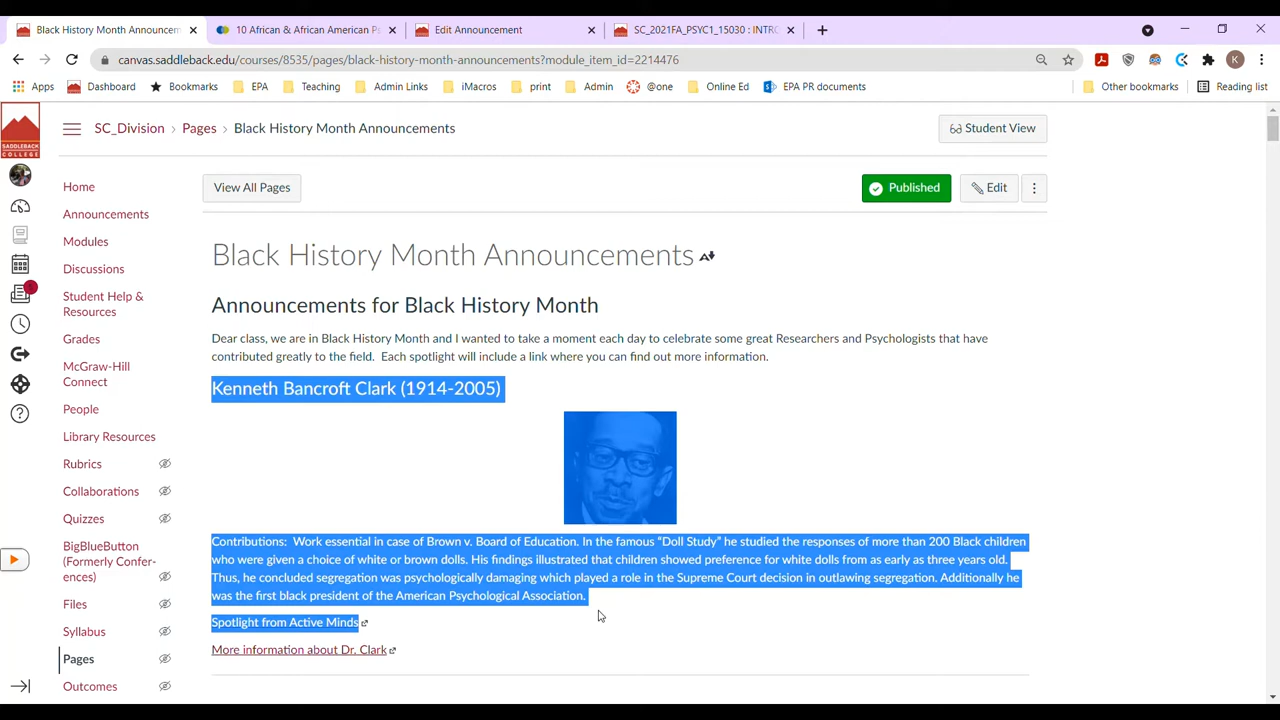 Black History Month Announcem
10 African & African American Ps
Edit Announcement
SC_2021FA_PSYC1_15030 : INTRO
canvas.saddleback.edu/courses/8535/pages/black-history-month-announcements?module_item_id=2214476
K
Apps
Dashboard
Bookmarks
EPA
Teaching
Admin Links
iMacros
print
Admin
@one
Online Ed
EPA PR documents
Other bookmarks
Reading list
SADDLEBACK
COLLEGE
SC_Division
Pages
Black History Month Announcements
Student View
View All Pages
Published
Edit
Home
Announcements
Modules
Discussions
Student Help & Resources
Grades
McGraw-Hill Connect
People
Library Resources
Rubrics
Collaborations
Quizzes
BigBlueButton
(Formerly Confer-
ences)
Files
Syllabus
Pages
Outcomes
Black History Month Announcements
Announcements for Black History Month
Dear class, we are in Black History Month and I wanted to take a moment each day to celebrate some great Researchers and Psychologists that have
contributed greatly to the field.  Each spotlight will include a link where you can find out more information.
Kenneth Bancroft Clark (1914-2005)
Contributions:  Work essential in case of Brown v. Board of Education. In the famous “Doll Study” he studied the responses of more than 200 Black children
who were given a choice of white or brown dolls. His findings illustrated that children showed preference for white dolls from as early as three years old.
Thus, he concluded segregation was psychologically damaging which played a role in the Supreme Court decision in outlawing segregation. Additionally he
was the first black president of the American Psychological Association.
Spotlight from Active Minds
More information about Dr. Clark